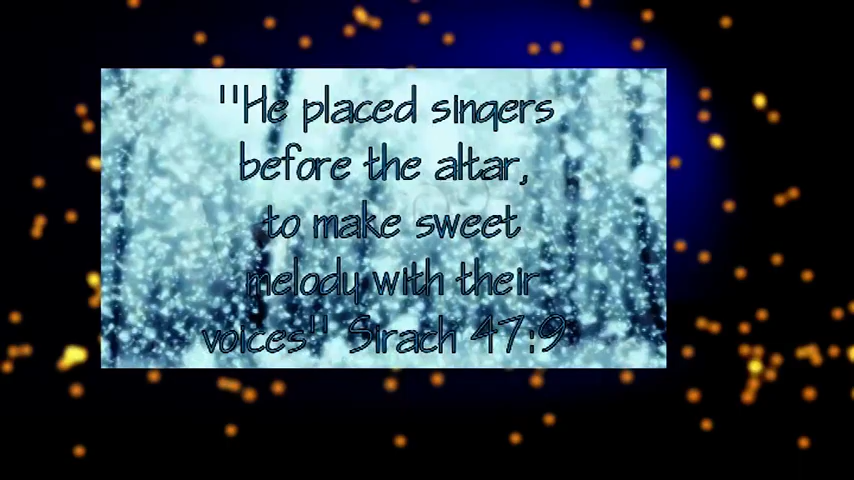 "He placed singers
before the altar,
to make sweet
melody with their
voices" Sirach 47:9